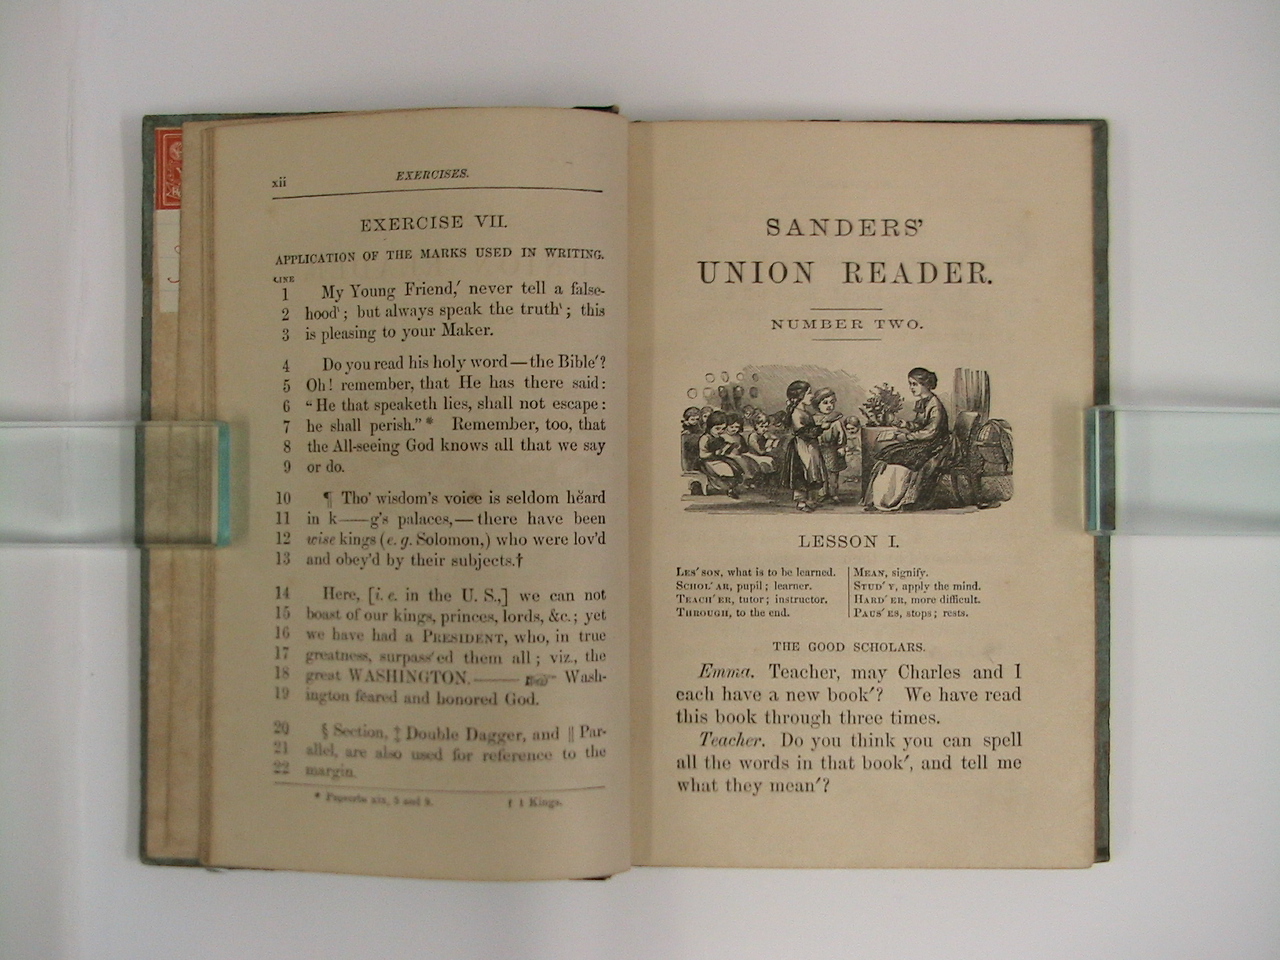 xii
EXERCISES.
EXERCISE VII.
APPLICATION OF THE MARKS USED IN WRITING.
LINE
1 My Young Friend,′ never tell a false-
2 hood‵; but always speak the truth‵; this
3 is pleasing to your Maker.
4 Do you read his holy word—the Bible′?
5 Oh! remember, that He has there said:
6 “He that speaketh lies, shall not escape:
7 he shall perish.”* Remember, too, that
8 the All-seeing God knows all that we say
9 or do.
10 ¶ Tho' wisdom's voice is seldom hĕard
11 in k——g's palaces,—there have been
12 wise kings (e. g. Solomon,) who were lov'd
13 and obey'd by their subjects.†
14 Here, [i. e. in the U. S.,] we can not
15 boast of our kings, princes, lords, &c.; yet
16 we have had a PRESIDENT, who, in true
17 greatness, surpass'ed them all; viz., the
18 great WASHINGTON.——— ☞ Wash-
19 ington feared and honored God.
20 § Section, ‡ Double Dagger, and ‖ Par-
21 allel, are also used for reference to the
22 margin.
* Proverbs xix, 5 and 9.
† 1 Kings.
SANDERS'
UNION READER.
NUMBER TWO.
LESSON I.
LES′ SON, what is to be learned.
SCHOL′ AR, pupil; learner.
TEACH′ ER, tutor; instructor.
THROUGH, to the end.
MEAN, signify.
STUD′ Y, apply the mind.
HARD′ ER, more difficult.
PAUS′ ES, stops; rests.
THE GOOD SCHOLARS.
Emma. Teacher, may Charles and I
each have a new book′? We have read
this book through three times.
Teacher. Do you think you can spell
all the words in that book′, and tell me
what they mean′?